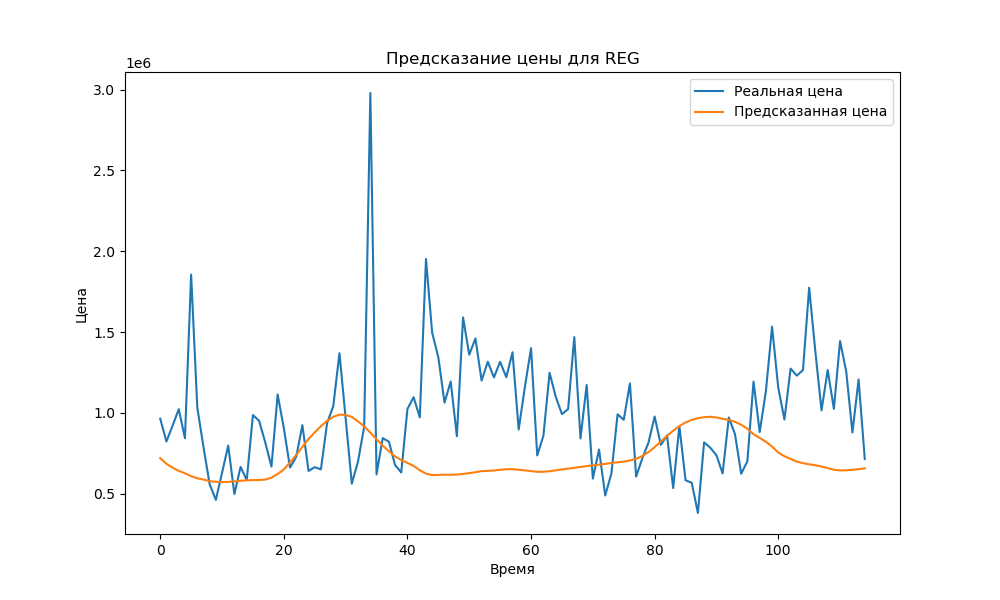 Предсказание цены для REG
1e6
3.0
2.5
2.0
1.5
1.0
0.5
Цена
0
20
40
60
80
100
Время
Реальная цена
Предсказанная цена